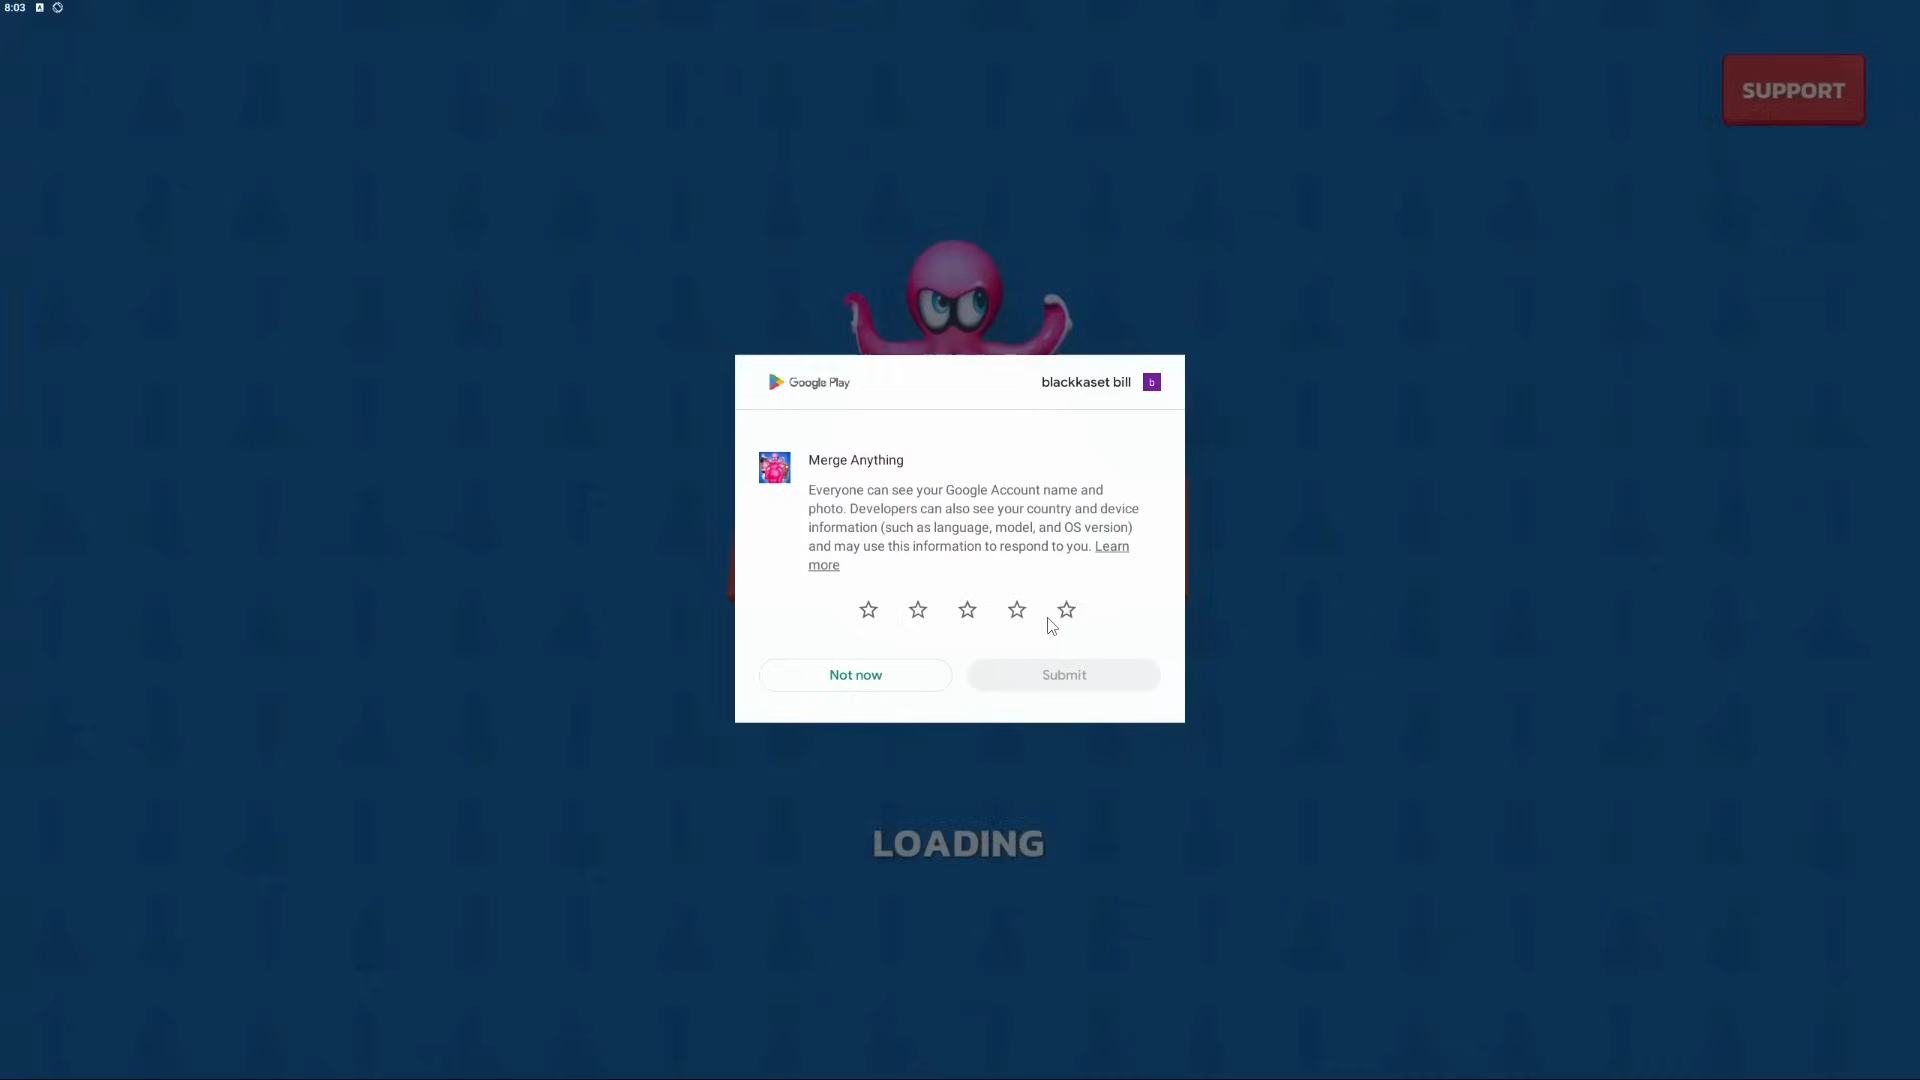 8:03
SUPPORT
Google Play
blackkaset bill
b
Merge Anything
Everyone can see your Google Account name and
photo. Developers can also see your country and device
information (such as language, model, and OS version)
and may use this information to respond to you. Learn
more
Not now
Submit
LOADING